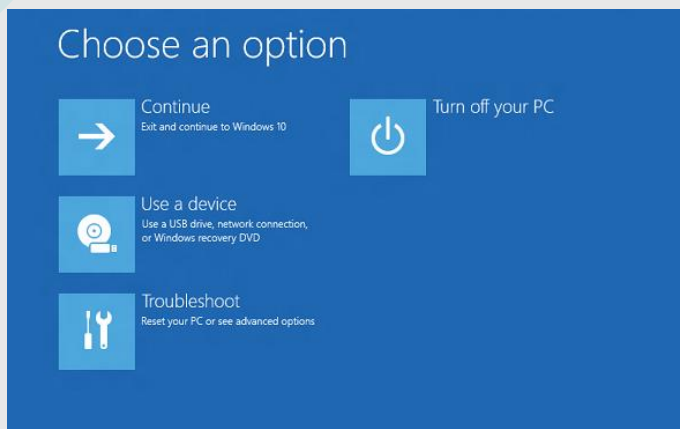 Choose an option
Continue
Exit and continue to Windows 10
Turn off your PC
Use a device
Use a USB drive, network connection,
or Windows recovery DVD
Troubleshoot
Reset your PC or see advanced options